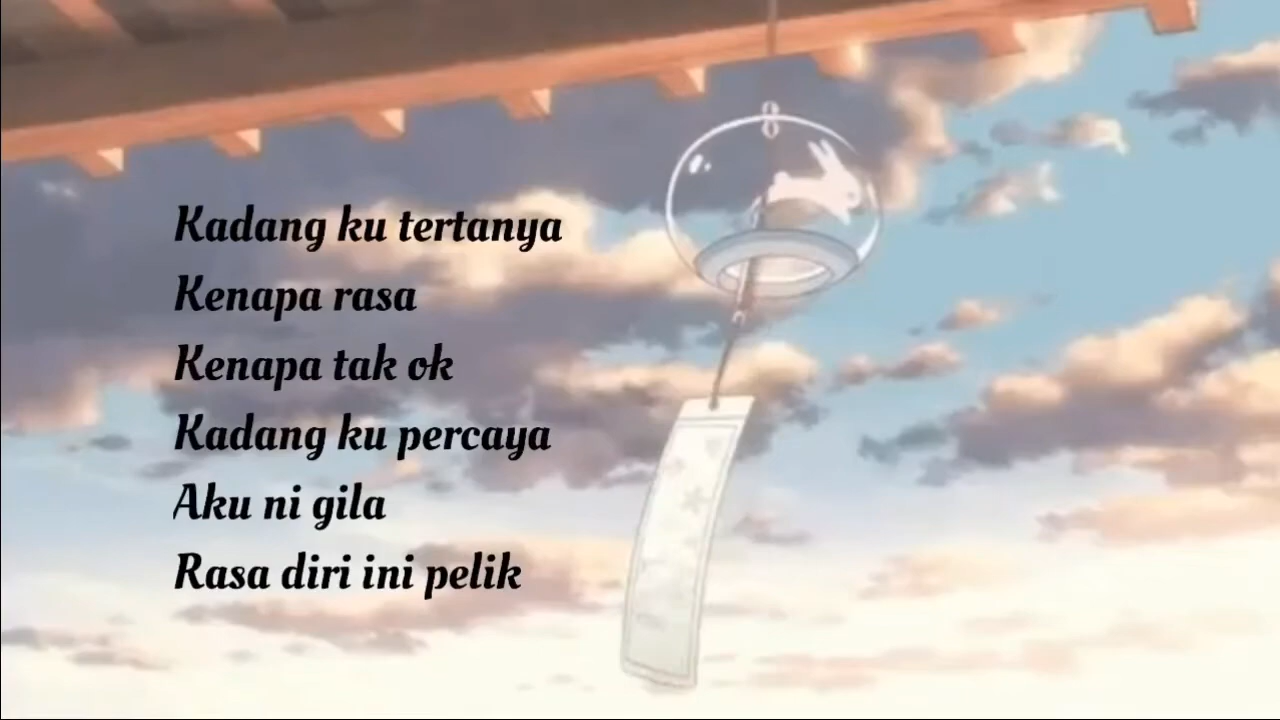 Kadang ku tertanya
Kenapa rasa
Kenapa tak ok
Kadang ku percaya
Aku ni gila
Rasa diri ini pelik